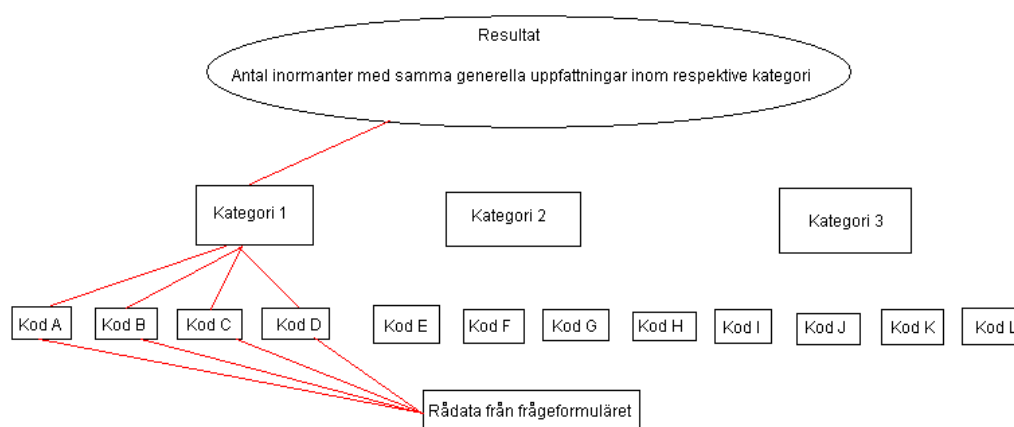 Resultat
Antal inormanter med samma generella uppfattningar inom respektive kategori
Kategori 1
Kategori 2
Kategori 3
Kod A
Kod B
Kod C
Kod D
Kod E
Kod F
Kod G
Kod H
Kod I
Kod J
Kod K
Kod L
Rådata från frågeformuläret